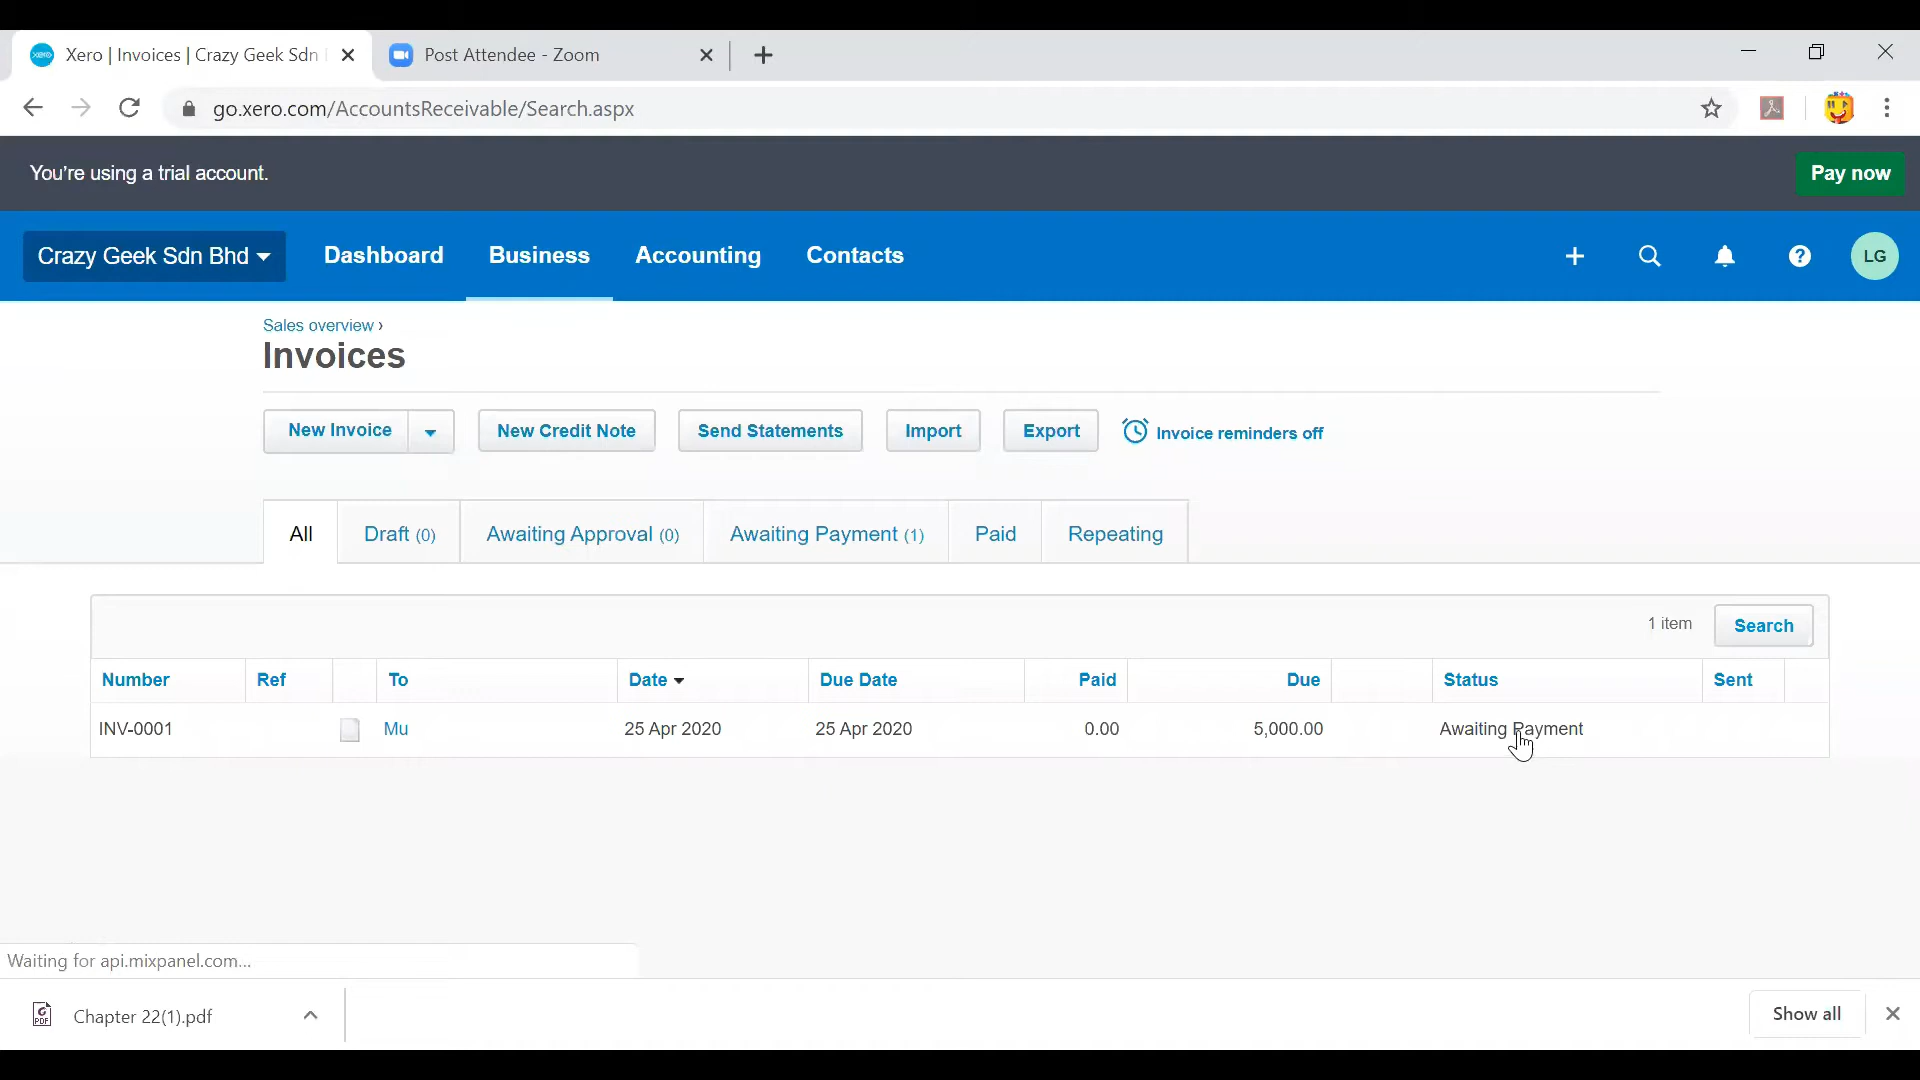 Xero | Invoices | Crazy Geek Sdn
Post Attendee - Zoom
go.xero.com/AccountsReceivable/Search.aspx
You're using a trial account.
Pay now
Crazy Geek Sdn Bhd
Dashboard
Business
Accounting
Contacts
LG
Sales overview ›
Invoices
New Invoice
New Credit Note
Send Statements
Import
Export
Invoice reminders off
All
Draft (0)
Awaiting Approval (0)
Awaiting Payment (1)
Paid
Repeating
1 item
Search
Number
Ref
To
Date
Due Date
Paid
Due
Status
Sent
INV-0001
Mu
25 Apr 2020
25 Apr 2020
0.00
5,000.00
Awaiting Payment
Waiting for api.mixpanel.com...
Chapter 22(1).pdf
Show all